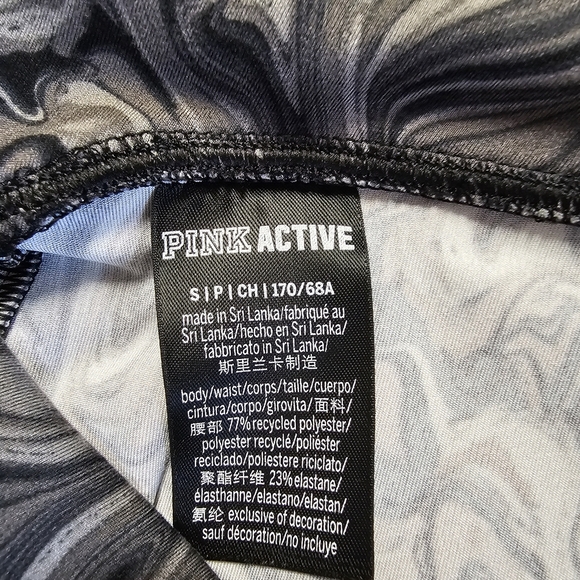 PINK ACTIVE
S | P | CH | 170/68A
made in Sri Lanka/fabriqué au
Sri Lanka/hecho en Sri Lanka/
fabbricato in Sri Lanka/
斯里兰卡制造
body/waist/corps/taille/cuerpo/
cintura/corpo/girovita/面料/
腰部 77% recycled polyester/
polyester recyclé/poliéster
reciclado/poliestere riciclato/
聚酯纤维 23% elastane/
élasthanne/elastano/elastan/
氨纶 exclusive of decoration/
sauf décoration/no incluye